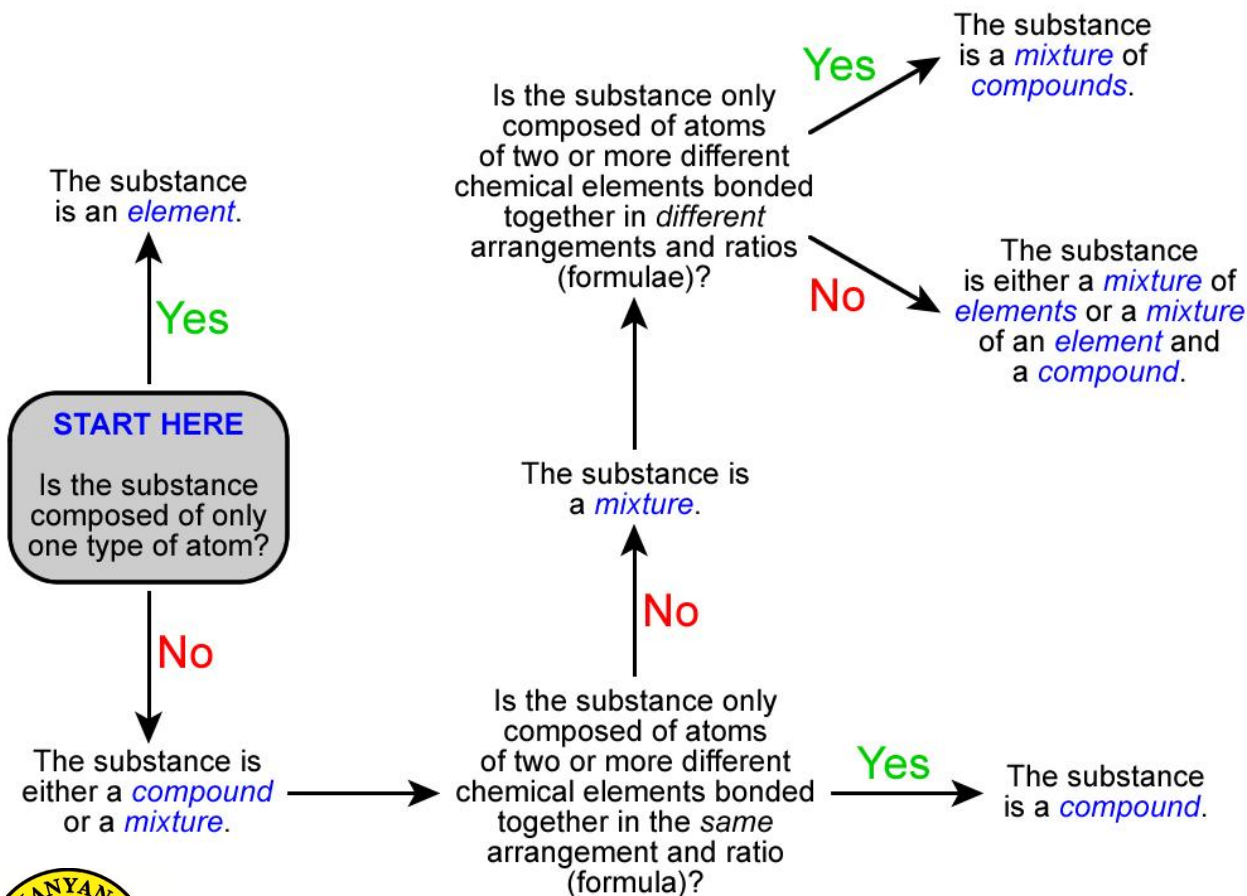 START HERE
Is the substance
composed of only
one type of atom?
Yes
The substance
is an element.
No
The substance is
either a compound
or a mixture.
Is the substance only
composed of atoms
of two or more different
chemical elements bonded
together in the same
arrangement and ratio
(formula)?
Yes
The substance
is a compound.
No
The substance is
a mixture.
Is the substance only
composed of atoms
of two or more different
chemical elements bonded
together in different
arrangements and ratios
(formulae)?
Yes
The substance
is a mixture of
compounds.
No
The substance
is either a mixture of
elements or a mixture
of an element and
a compound.